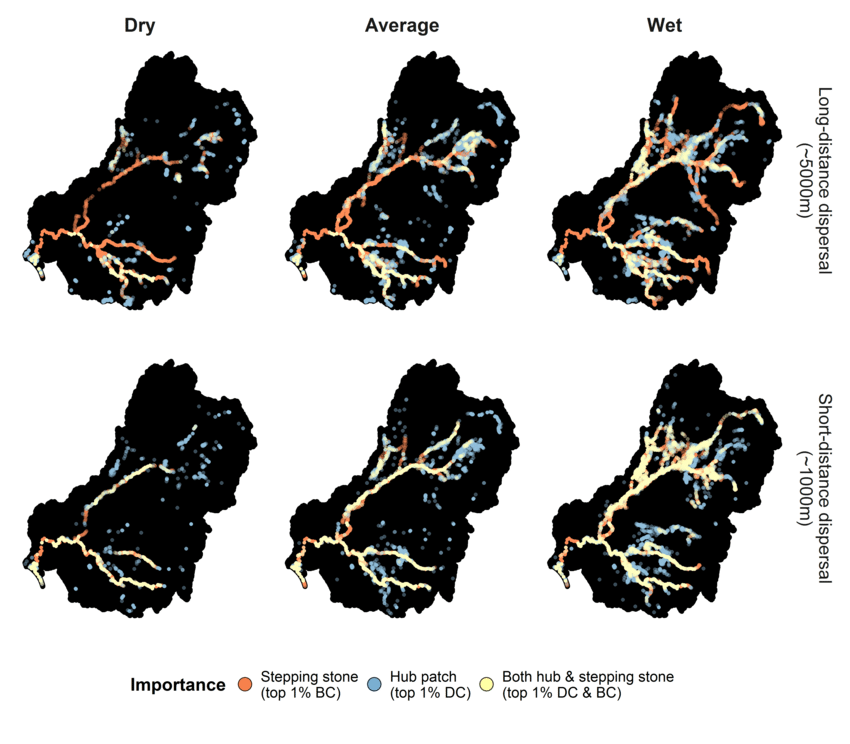 Dry
Average
Wet
Long-distance dispersal
(~5000m)
Short-distance dispersal
(~1000m)
Importance
Stepping stone
(top 1% BC)
Hub patch
(top 1% DC)
Both hub & stepping stone
(top 1% DC & BC)